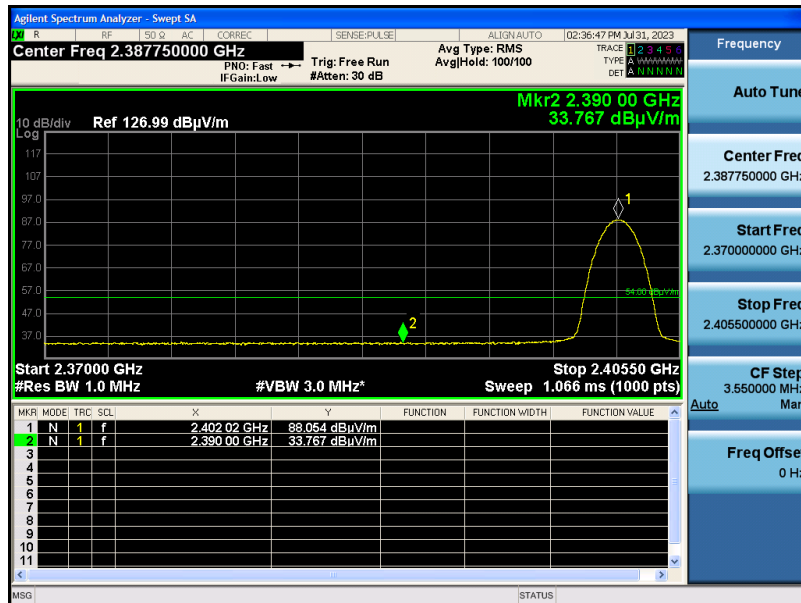 Agilent Spectrum Analyzer - Swept SA
LXI R RF 50 Ω AC CORREC SENSE:PULSE ALIGN AUTO 02:36:47 PM Jul 31, 2023
Center Freq 2.387750000 GHz
PNO: Fast
IFGain:Low
Trig: Free Run
#Atten: 30 dB
Avg Type: RMS
Avg|Hold: 100/100
TRACE 1 2 3 4 5 6
TYPE A WWWWW
DET A N N N N N
Mkr2 2.390 00 GHz
33.767 dBµV/m
10 dB/div Ref 126.99 dBµV/m
Log
117
107
97.0
87.0
77.0
67.0
57.0
47.0
37.0
1
54.00 dBµV/m
2
Start 2.37000 GHz Stop 2.40550 GHz
#Res BW 1.0 MHz #VBW 3.0 MHz* Sweep 1.066 ms (1000 pts)
MKR MODE TRC SCL X Y FUNCTION FUNCTION WIDTH FUNCTION VALUE
1 N 1 f 2.402 02 GHz 88.054 dBµV/m
2 N 1 f 2.390 00 GHz 33.767 dBµV/m
3
4
5
6
7
8
9
10
11
MSG STATUS
Frequency
Auto Tune
Center Freq
2.387750000 GHz
Start Freq
2.370000000 GHz
Stop Freq
2.405500000 GHz
CF Step
3.550000 MHz
Auto Man
Freq Offset
0 Hz